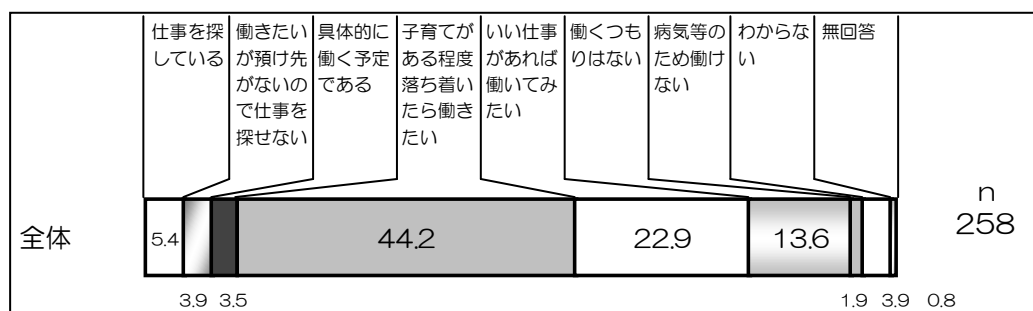 仕事を探
している
働きたい
が預け先
がないの
で仕事を
探せない
具体的に
働く予定
である
子育てが
ある程度
落ち着い
たら働き
たい
いい仕事
があれば
働いてみ
たい
働くつも
りはない
病気等の
ため働け
ない
わからな
い
無回答
全体
5.4
44.2
22.9
13.6
3.9
3.5
1.9
3.9
0.8
n
258